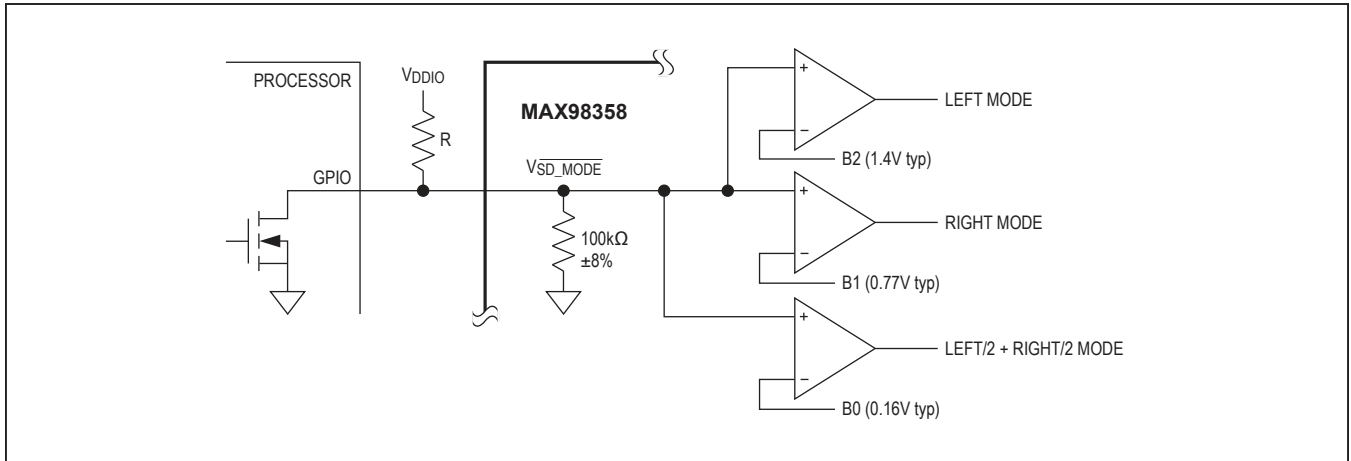 PROCESSOR
VDDIO
R
GPIO
MAX98358
VSD_MODE
100kΩ
±8%
+
−
LEFT MODE
B2 (1.4V typ)
+
−
RIGHT MODE
B1 (0.77V typ)
+
−
LEFT/2 + RIGHT/2 MODE
B0 (0.16V typ)